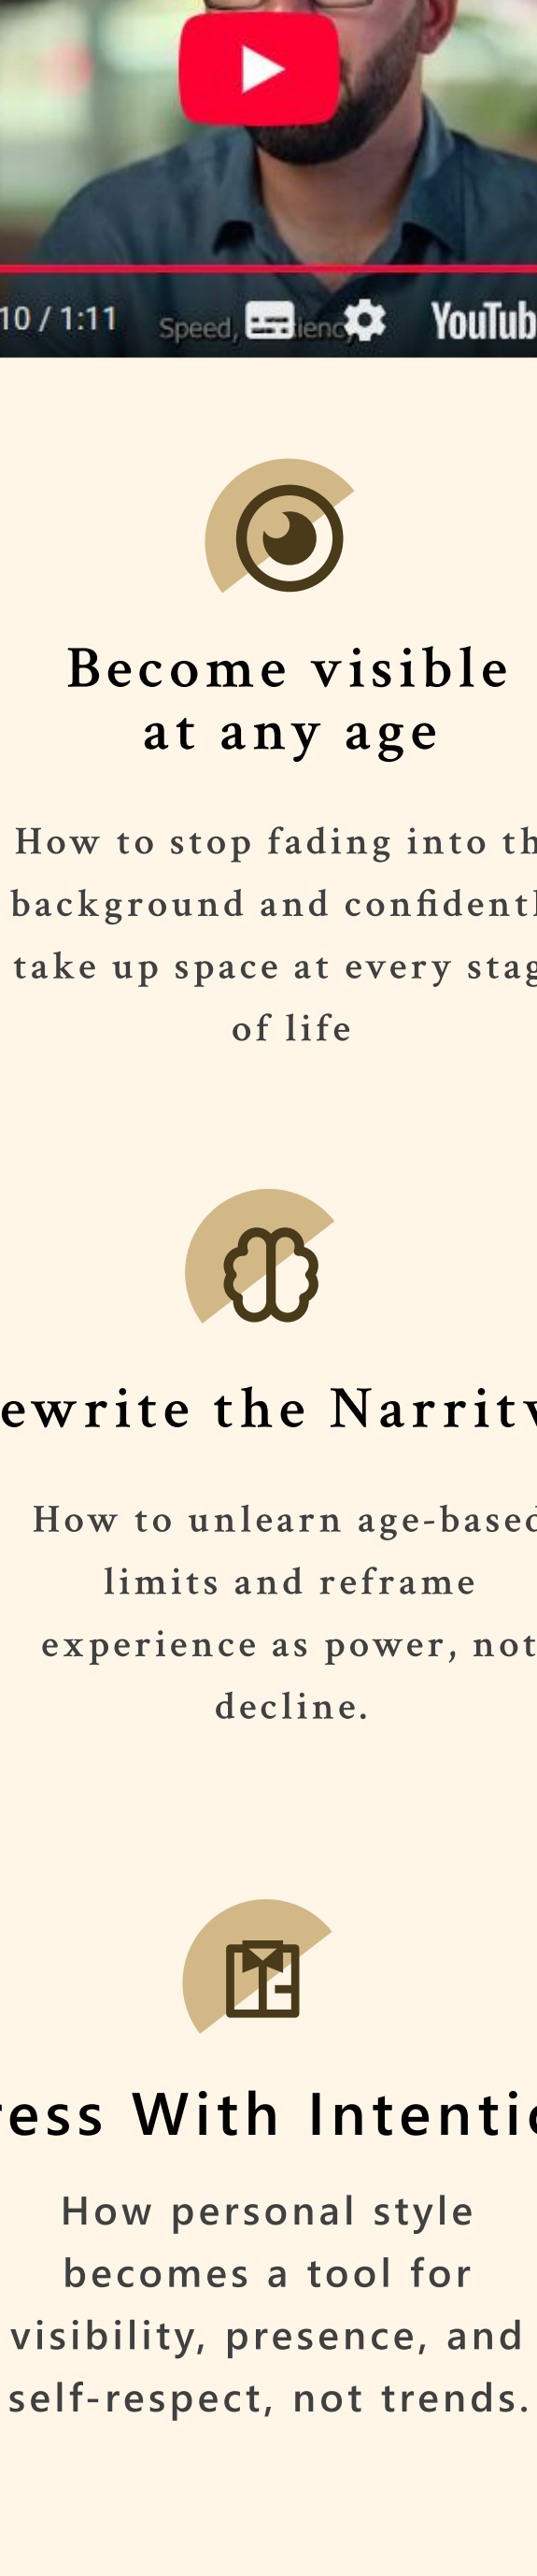 10 / 1:11
Speed,
YouTub
Become visible
at any age
How to stop fading into th
background and confidentl
take up space at every stag
of life
ewrite the Narritv
How to unlearn age-based
limits and reframe
experience as power, not
decline.
ress With Intentio
How personal style
becomes a tool for
visibility, presence, and
self-respect, not trends.